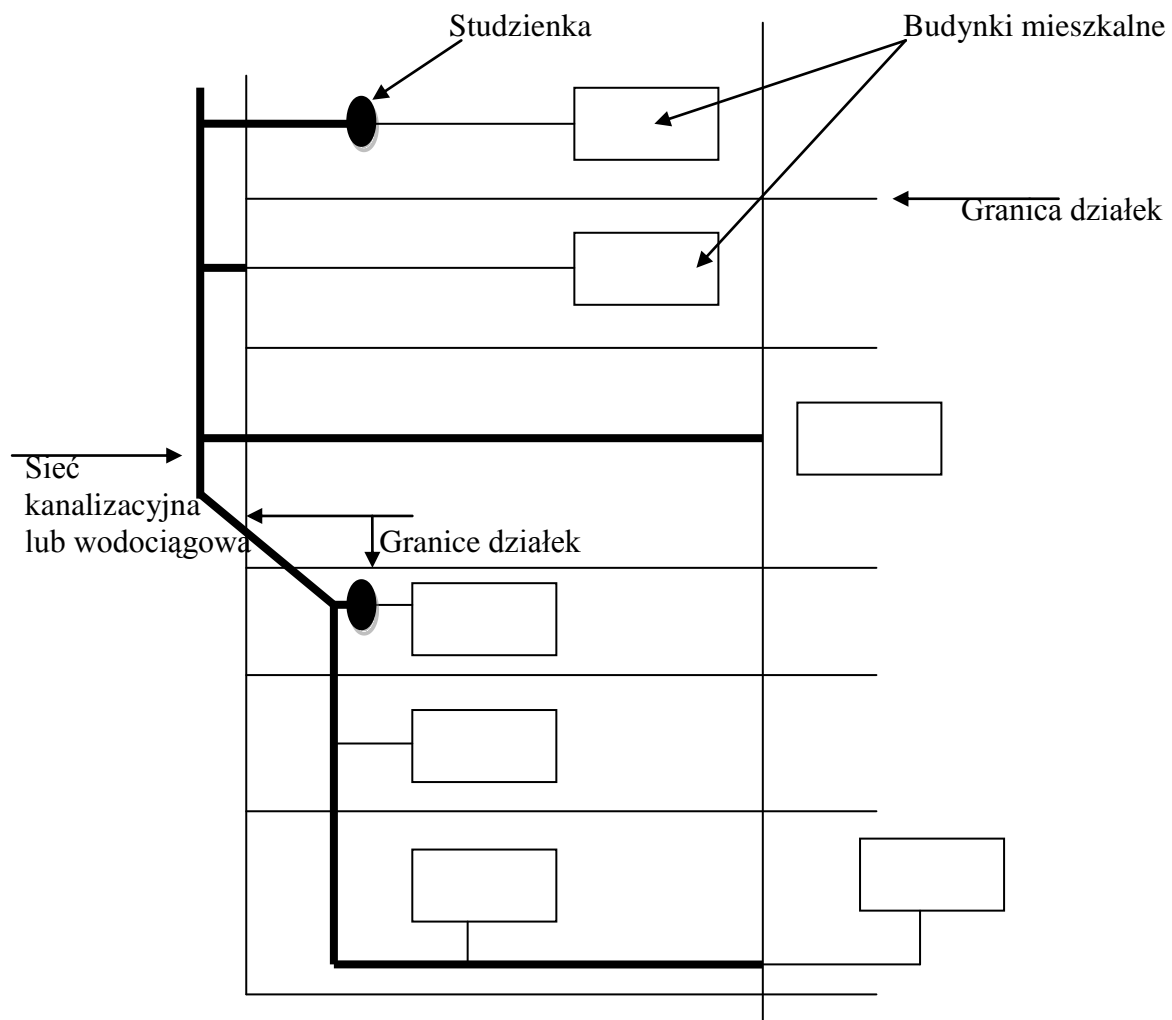 Studzienka
Budynki mieszkalne
Granica działek
Sieć
kanalizacyjna
lub wodociągowa
Granice działek